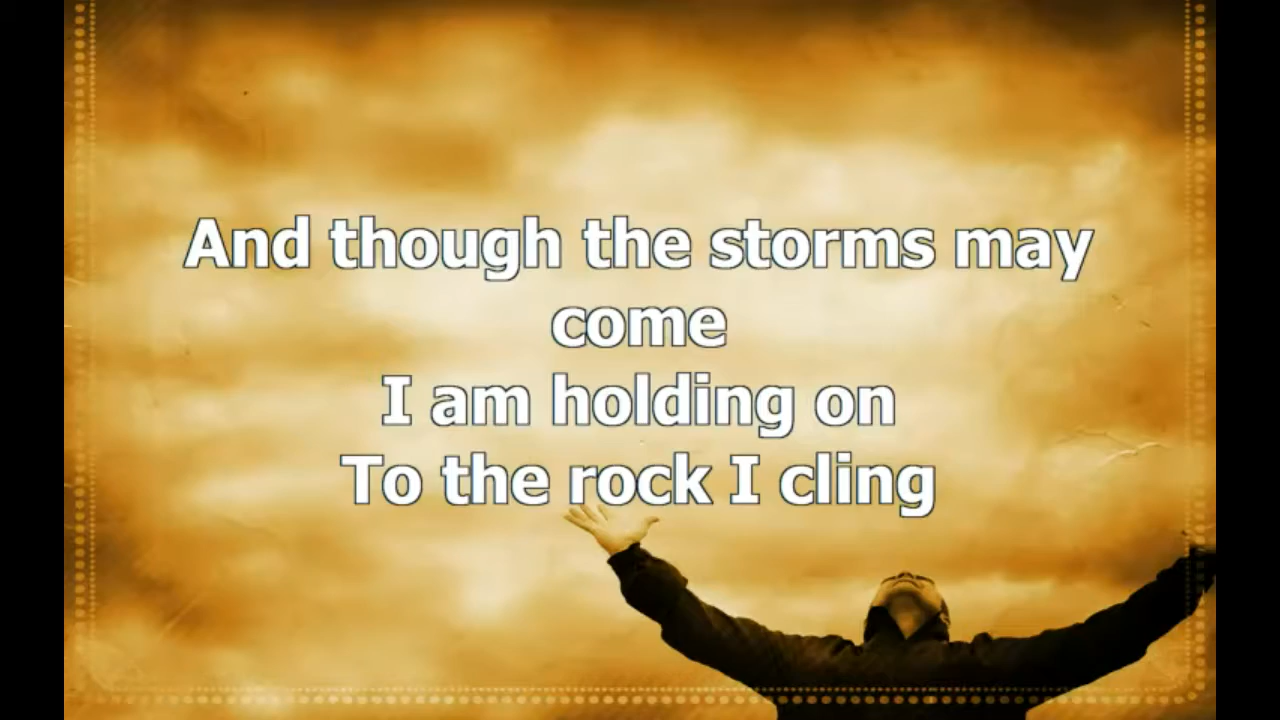 And though the storms may
come
I am holding on
To the rock I cling